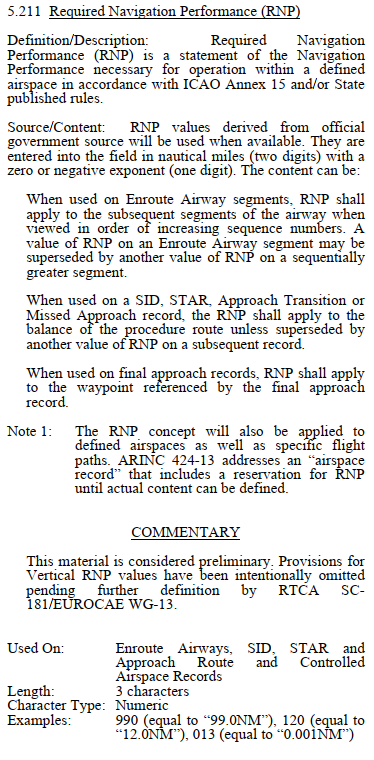 5.211 Required Navigation Performance (RNP)
Definition/Description: Required Navigation
Performance (RNP) is a statement of the Navigation
Performance necessary for operation within a defined
airspace in accordance with ICAO Annex 15 and/or State
published rules.
Source/Content: RNP values derived from official
government source will be used when available. They are
entered into the field in nautical miles (two digits) with a
zero or negative exponent (one digit). The content can be:
When used on Enroute Airway segments, RNP shall
apply to the subsequent segments of the airway when
viewed in order of increasing sequence numbers. A
value of RNP on an Enroute Airway segment may be
superseded by another value of RNP on a sequentially
greater segment.
When used on a SID, STAR, Approach Transition or
Missed Approach record, the RNP shall apply to the
balance of the procedure route unless superseded by
another value of RNP on a subsequent record.
When used on final approach records, RNP shall apply
to the waypoint referenced by the final approach
record.
Note 1: The RNP concept will also be applied to
defined airspaces as well as specific flight
paths. ARINC 424-13 addresses an “airspace
record” that includes a reservation for RNP
until actual content can be defined.
COMMENTARY
This material is considered preliminary. Provisions for
Vertical RNP values have been intentionally omitted
pending further definition by RTCA SC-
181/EUROCAE WG-13.
Used On: Enroute Airways, SID, STAR and
Approach Route and Controlled
Airspace Records
Length: 3 characters
Character Type: Numeric
Examples: 990 (equal to “99.0NM”), 120 (equal to
“12.0NM”), 013 (equal to “0.001NM”)